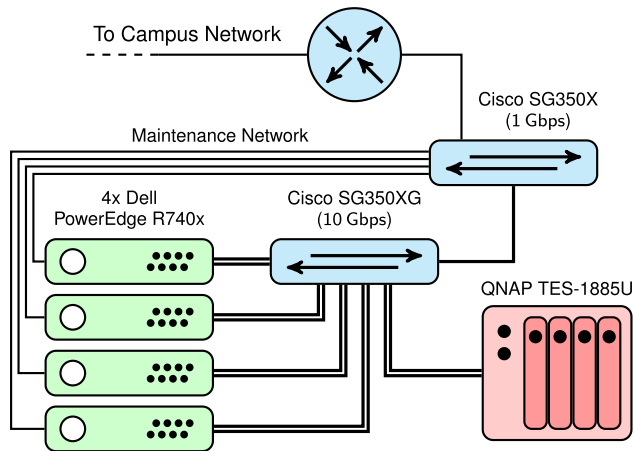 To Campus Network
Cisco SG350X
(1 Gbps)
Maintenance Network
4x Dell
PowerEdge R740x
Cisco SG350XG
(10 Gbps)
QNAP TES-1885U